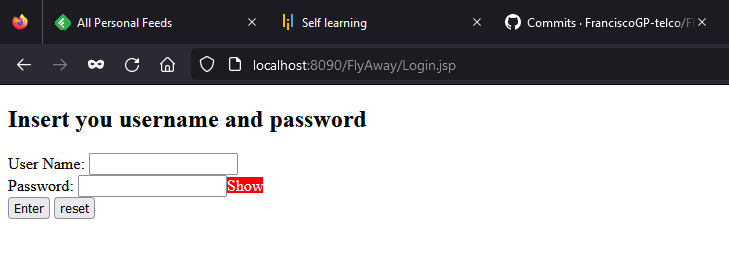 All Personal Feeds Self learning Commits · FranciscoGP-telco/Fl
localhost:8090/FlyAway/Login.jsp
Insert you username and password
User Name:
Password: Show
Enter reset